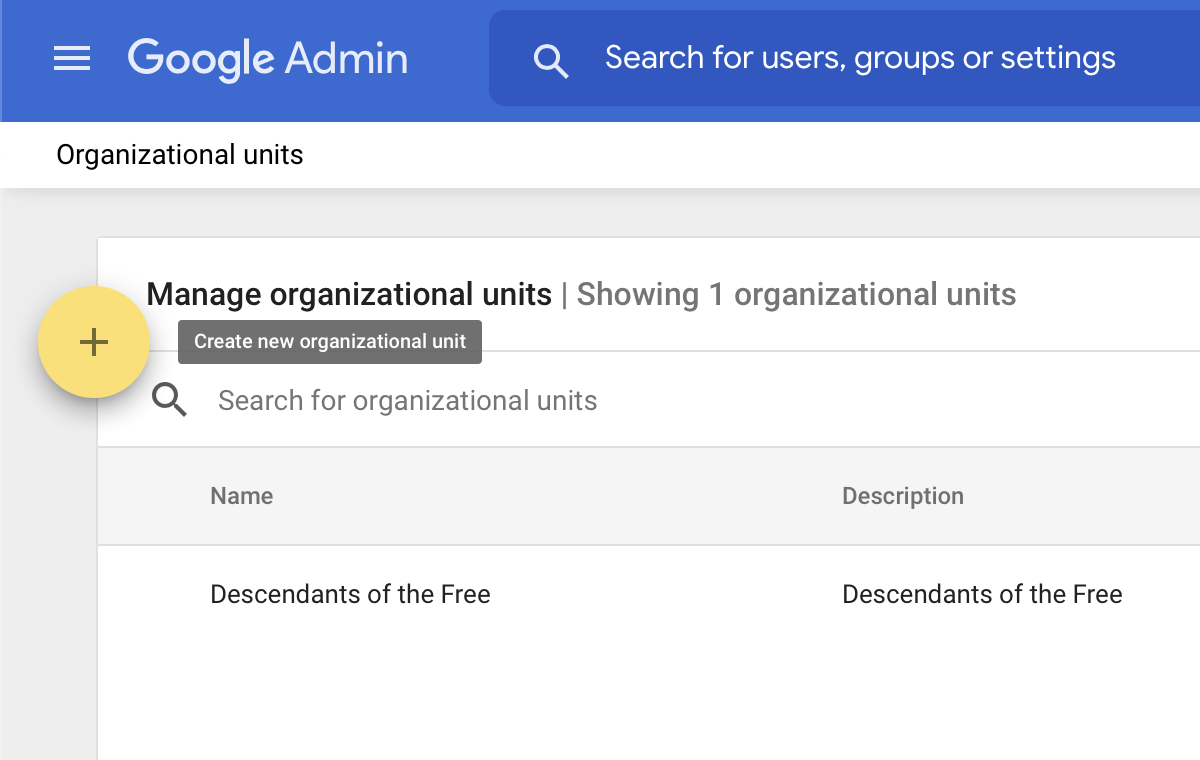 Google Admin
Search for users, groups or settings
Organizational units
Manage organizational units | Showing 1 organizational units
Create new organizational unit
Search for organizational units
Name
Description
Descendants of the Free
Descendants of the Free